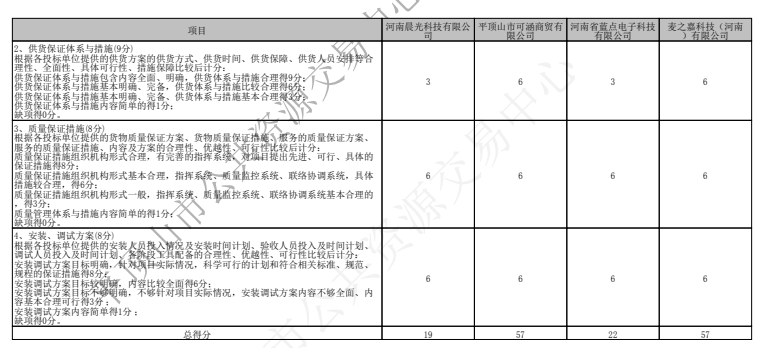 项目 河南晨光科技有限公司 平顶山市可涵商贸有限公司 河南省蓝点电子科技有限公司 麦之嘉科技（河南）有限公司
2、供货保证体系与措施(9分)
根据各投标单位提供的供货方案的供货方式、供货时间、供货保障、供货人员安排等合
理性、全面性、具体可行性、措施保障比较后计分；
供货保证体系与措施包含内容全面、明确，供货体系与措施合理得9分；
供货保证体系与措施基本明确、完备，供货体系与措施比较合理得6分；
供货保证体系与措施基本明确、完备、供货体系与措施基本合理得3分；
供货保证体系与措施内容简单的得1分；
缺项得0分。
3 6 3 6
3、质量保证措施(8分)
根据各投标单位提供的货物质量保证方案、货物质量保证措施、服务的质量保证方案、
服务的质量保证措施、内容及方案的合理性、优越性、可行性比较后计分；
质量保证措施组织机构形式合理，有完善的指挥系统，对项目提出先进、可行、具体的
保证措施得8分；
质量保证措施组织机构形式基本合理，指挥系统、质量监控系统、联络协调系统，具体
措施较合理，得6分；
质量保证措施组织机构形式一般，指挥系统、质量监控系统、联络协调系统基本合理的
，得3分；
质量管理体系与措施内容简单的得1分；
缺项得0分。
6 6 6 6
4、安装、调试方案(8分)
根据各投标单位提供的安装人员投入情况及安装时间计划、验收人员投入及时间计划、
调试人员投入及时间计划、各阶段工具配备的合理性、优越性、可行性比较后计分；
安装调试方案目标明确，针对项目实际情况，科学可行的计划和符合相关标准、规范、
规程的保证措施得8分；
安装调试方案目标较明确，内容比较全面得6分；
安装调试方案目标不够明确，不够针对项目实际情况，安装调试方案内容不够全面、内
容基本合理可行得3分；
安装调试方案内容简单得1分；
缺项得0分。
6 6 6 6
总得分 19 57 22 57
平顶山市公共资源交易中心